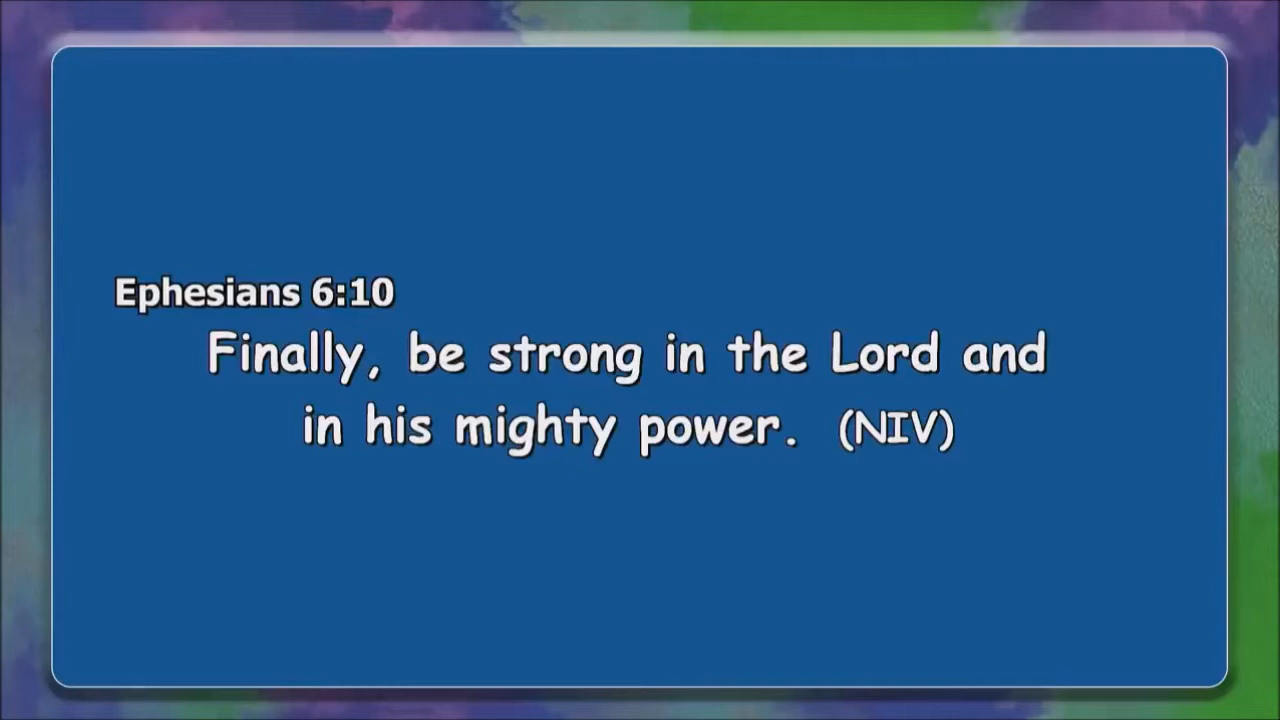 Ephesians 6:10
Finally, be strong in the Lord and
in his mighty power. (NIV)